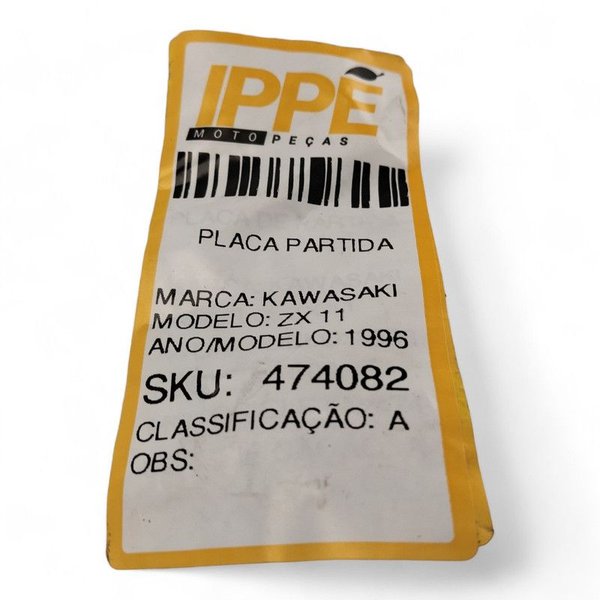 IPPÊ
MOTO PEÇAS
PLACA PARTIDA
MARCA: KAWASAKI
MODELO: ZX 11
ANO/MODELO: 1996
SKU: 474082
CLASSIFICAÇÃO: A
OBS: